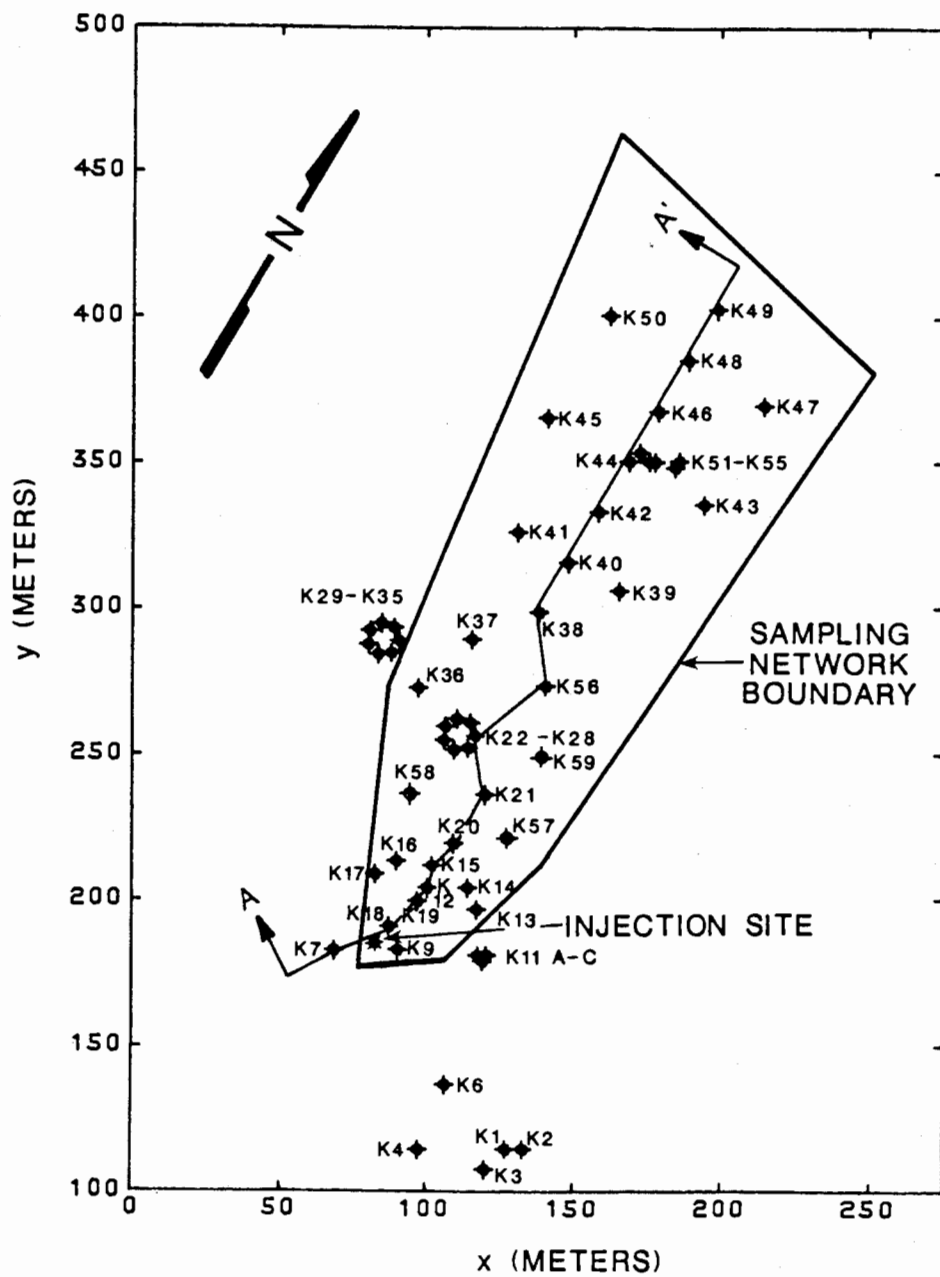 500
450
400
350
300
250
200
150
100
y (METERS)
0
50
100
150
200
250
x (METERS)
N
A'
K49
K50
K48
K46
K47
K45
K44
K51-K55
K43
K42
K41
K40
K39
K29-K35
K37
K38
K36
K56
SAMPLING
NETWORK
BOUNDARY
K22-K28
K59
K58
K21
K20
K57
K16
K15
K17
K
K14
12
A
K18
K19
K13
INJECTION SITE
K7
K9
K11 A-C
K6
K4
K1
K2
K3